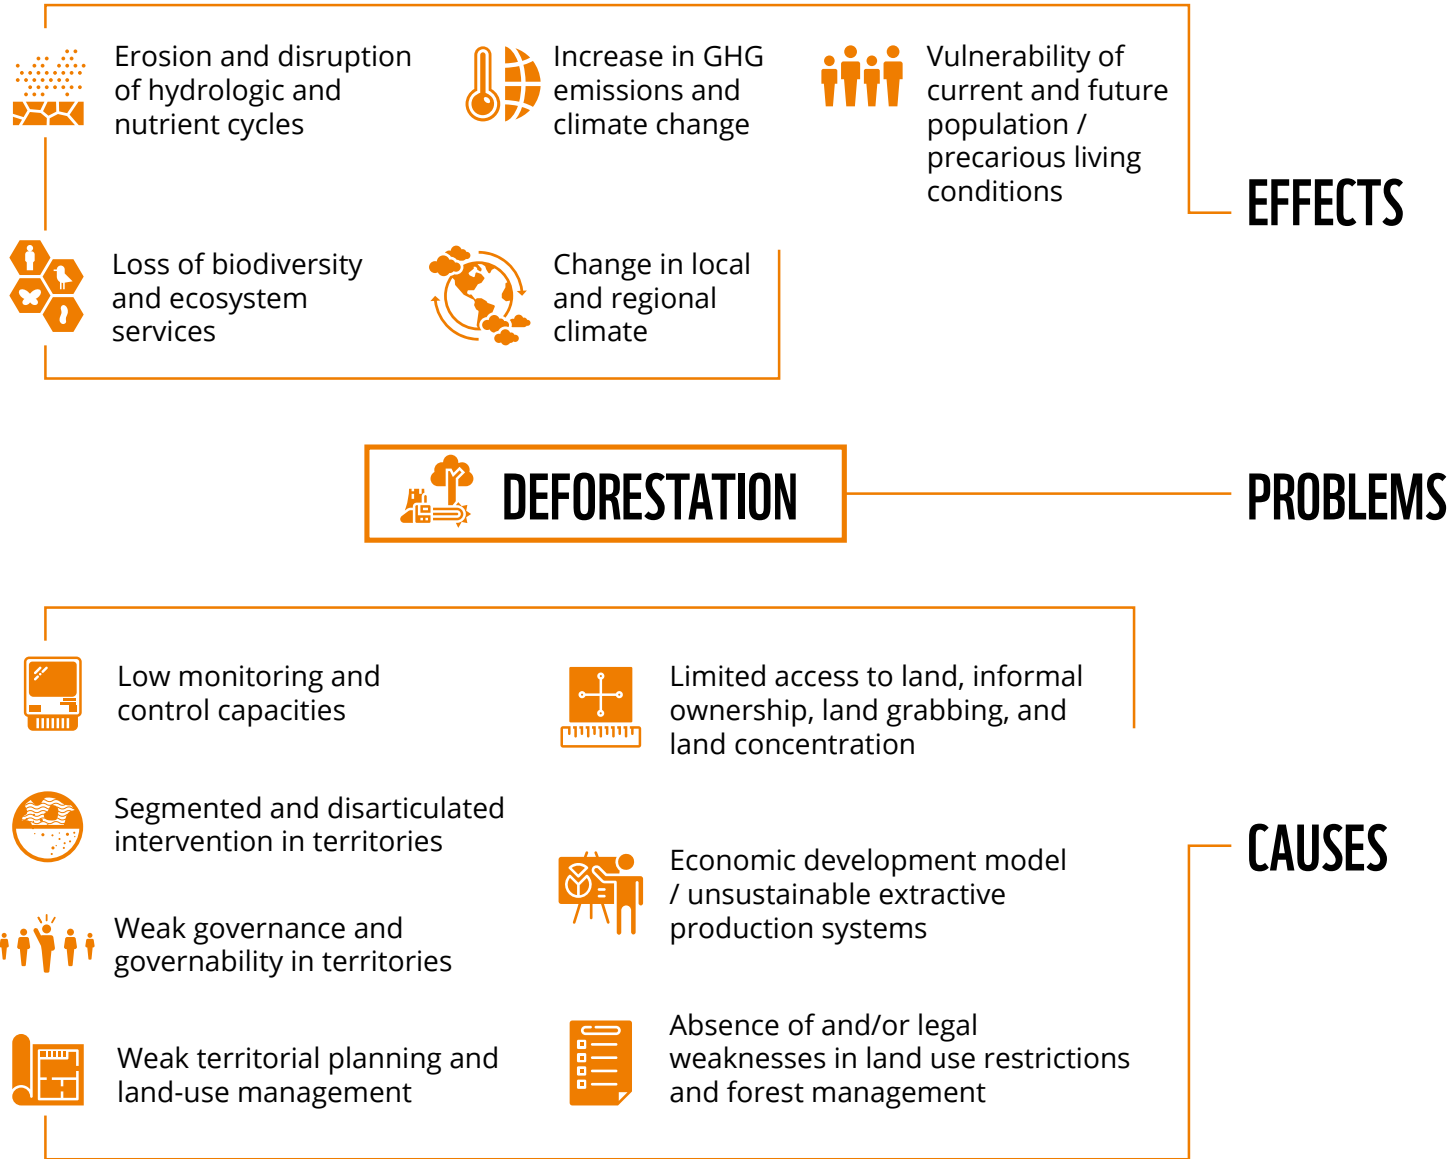 Erosion and disruption
of hydrologic and
nutrient cycles
Increase in GHG
emissions and
climate change
Vulnerability of
current and future
population /
precarious living
conditions
EFFECTS
Loss of biodiversity
and ecosystem
services
Change in local
and regional
climate
DEFORESTATION
PROBLEMS
Low monitoring and
control capacities
Limited access to land, informal
ownership, land grabbing, and
land concentration
Segmented and disarticulated
intervention in territories
Economic development model
/ unsustainable extractive
production systems
CAUSES
Weak governance and
governability in territories
Weak territorial planning and
land-use management
Absence of and/or legal
weaknesses in land use restrictions
and forest management